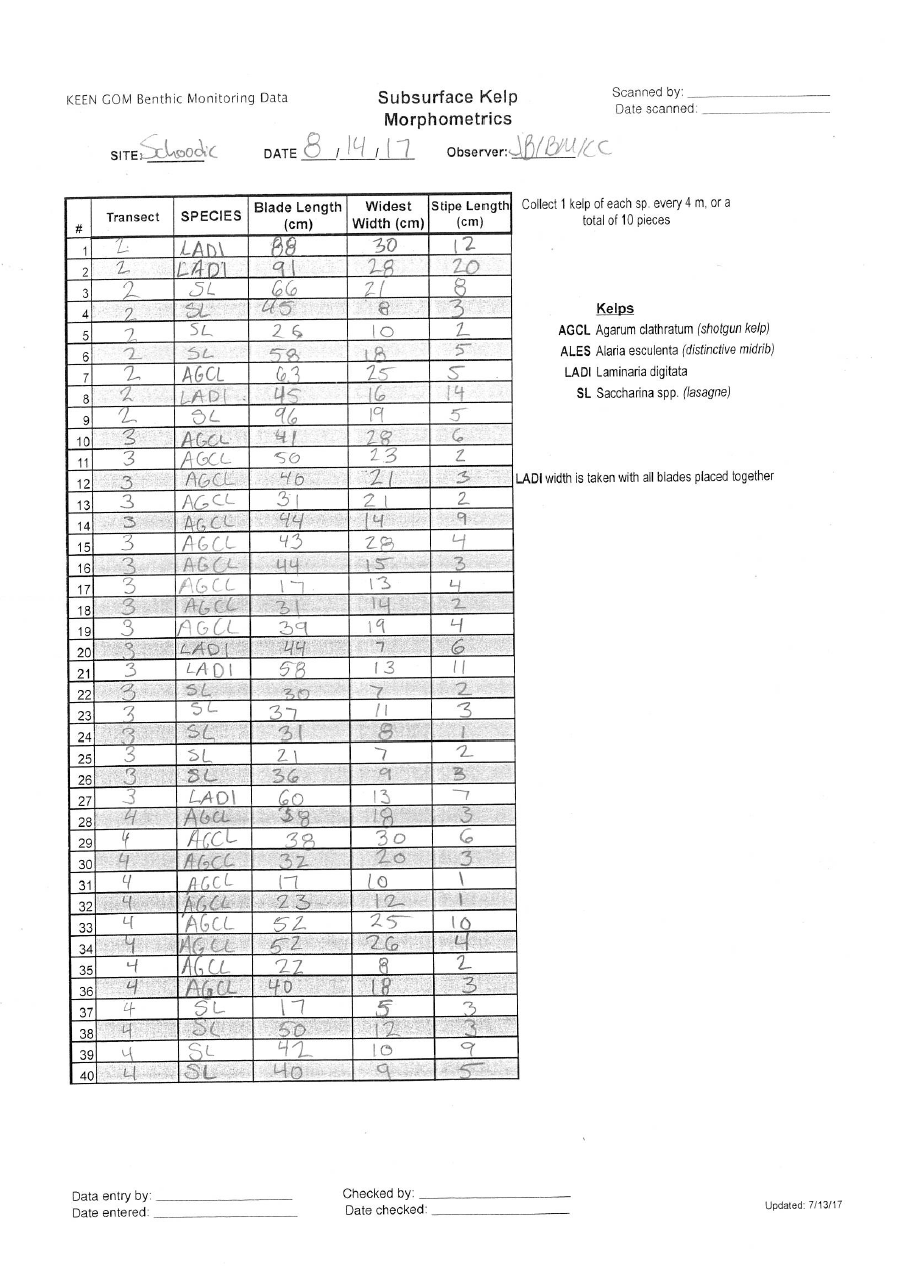 KEEN GOM Benthic Monitoring Data
Subsurface Kelp
Morphometrics
Scanned by:
Date scanned:
SITE: Schoodic DATE 8 / 14 / 17 Observer: JB/BM/CC
# Transect SPECIES Blade Length (cm) Widest Width (cm) Stipe Length (cm)
Collect 1 kelp of each sp. every 4 m, or a
total of 10 pieces
1 2 LADI 88 30 12
2 2 LADI 91 28 20
3 2 SL 66 21 8
4 2 SL 45 8 3
Kelps
5 2 SL 26 10 2
AGCL Agarum clathratum (shotgun kelp)
6 2 SL 58 18 5
ALES Alaria esculenta (distinctive midrib)
7 2 AGCL 63 25 5
LADI Laminaria digitata
8 2 LADI 45 16 14
SL Saccharina spp. (lasagne)
9 2 SL 96 19 5
10 3 AGCL 41 28 6
11 3 AGCL 50 23 2
12 3 AGCL 46 21 3
LADI width is taken with all blades placed together
13 3 AGCL 31 21 2
14 3 AGCL 44 14 9
15 3 AGCL 43 28 4
16 3 AGCL 44 15 3
17 3 AGCL 17 13 4
18 3 AGCL 31 14 2
19 3 AGCL 39 19 4
20 3 LADI 44 7 6
21 3 LADI 58 13 11
22 3 SL 30 7 2
23 3 SL 37 11 3
24 3 SL 31 8 1
25 3 SL 21 7 2
26 3 SL 36 9 3
27 3 LADI 60 13 7
28 4 AGCL 38 18 3
29 4 AGCL 38 30 6
30 4 AGCL 32 20 3
31 4 AGCL 17 10 1
32 4 AGCL 23 12 1
33 4 AGCL 52 25 10
34 4 AGCL 52 26 4
35 4 AGCL 22 8 2
36 4 AGCL 40 18 3
37 4 SL 17 5 3
38 4 SL 50 12 3
39 4 SL 42 10 9
40 4 SL 40 9 5
Data entry by:
Date entered:
Checked by:
Date checked:
Updated: 7/13/17